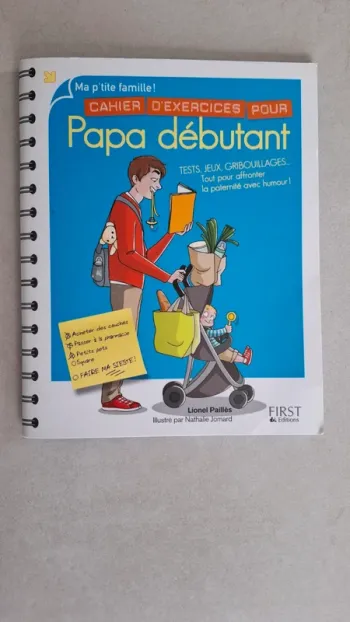 Ma p'tite famille !
CAHIER D'EXERCICES POUR
Papa débutant
TESTS, JEUX, GRIBOUILLAGES...
Tout pour affronter
la paternité avec humour !
Acheter des couches
Passer à la pharmacie
Petits pots
Square
FAIRE MA SIESTE !
Lionel Paillès
Illustré par Nathalie Jomard
FIRST
Editions